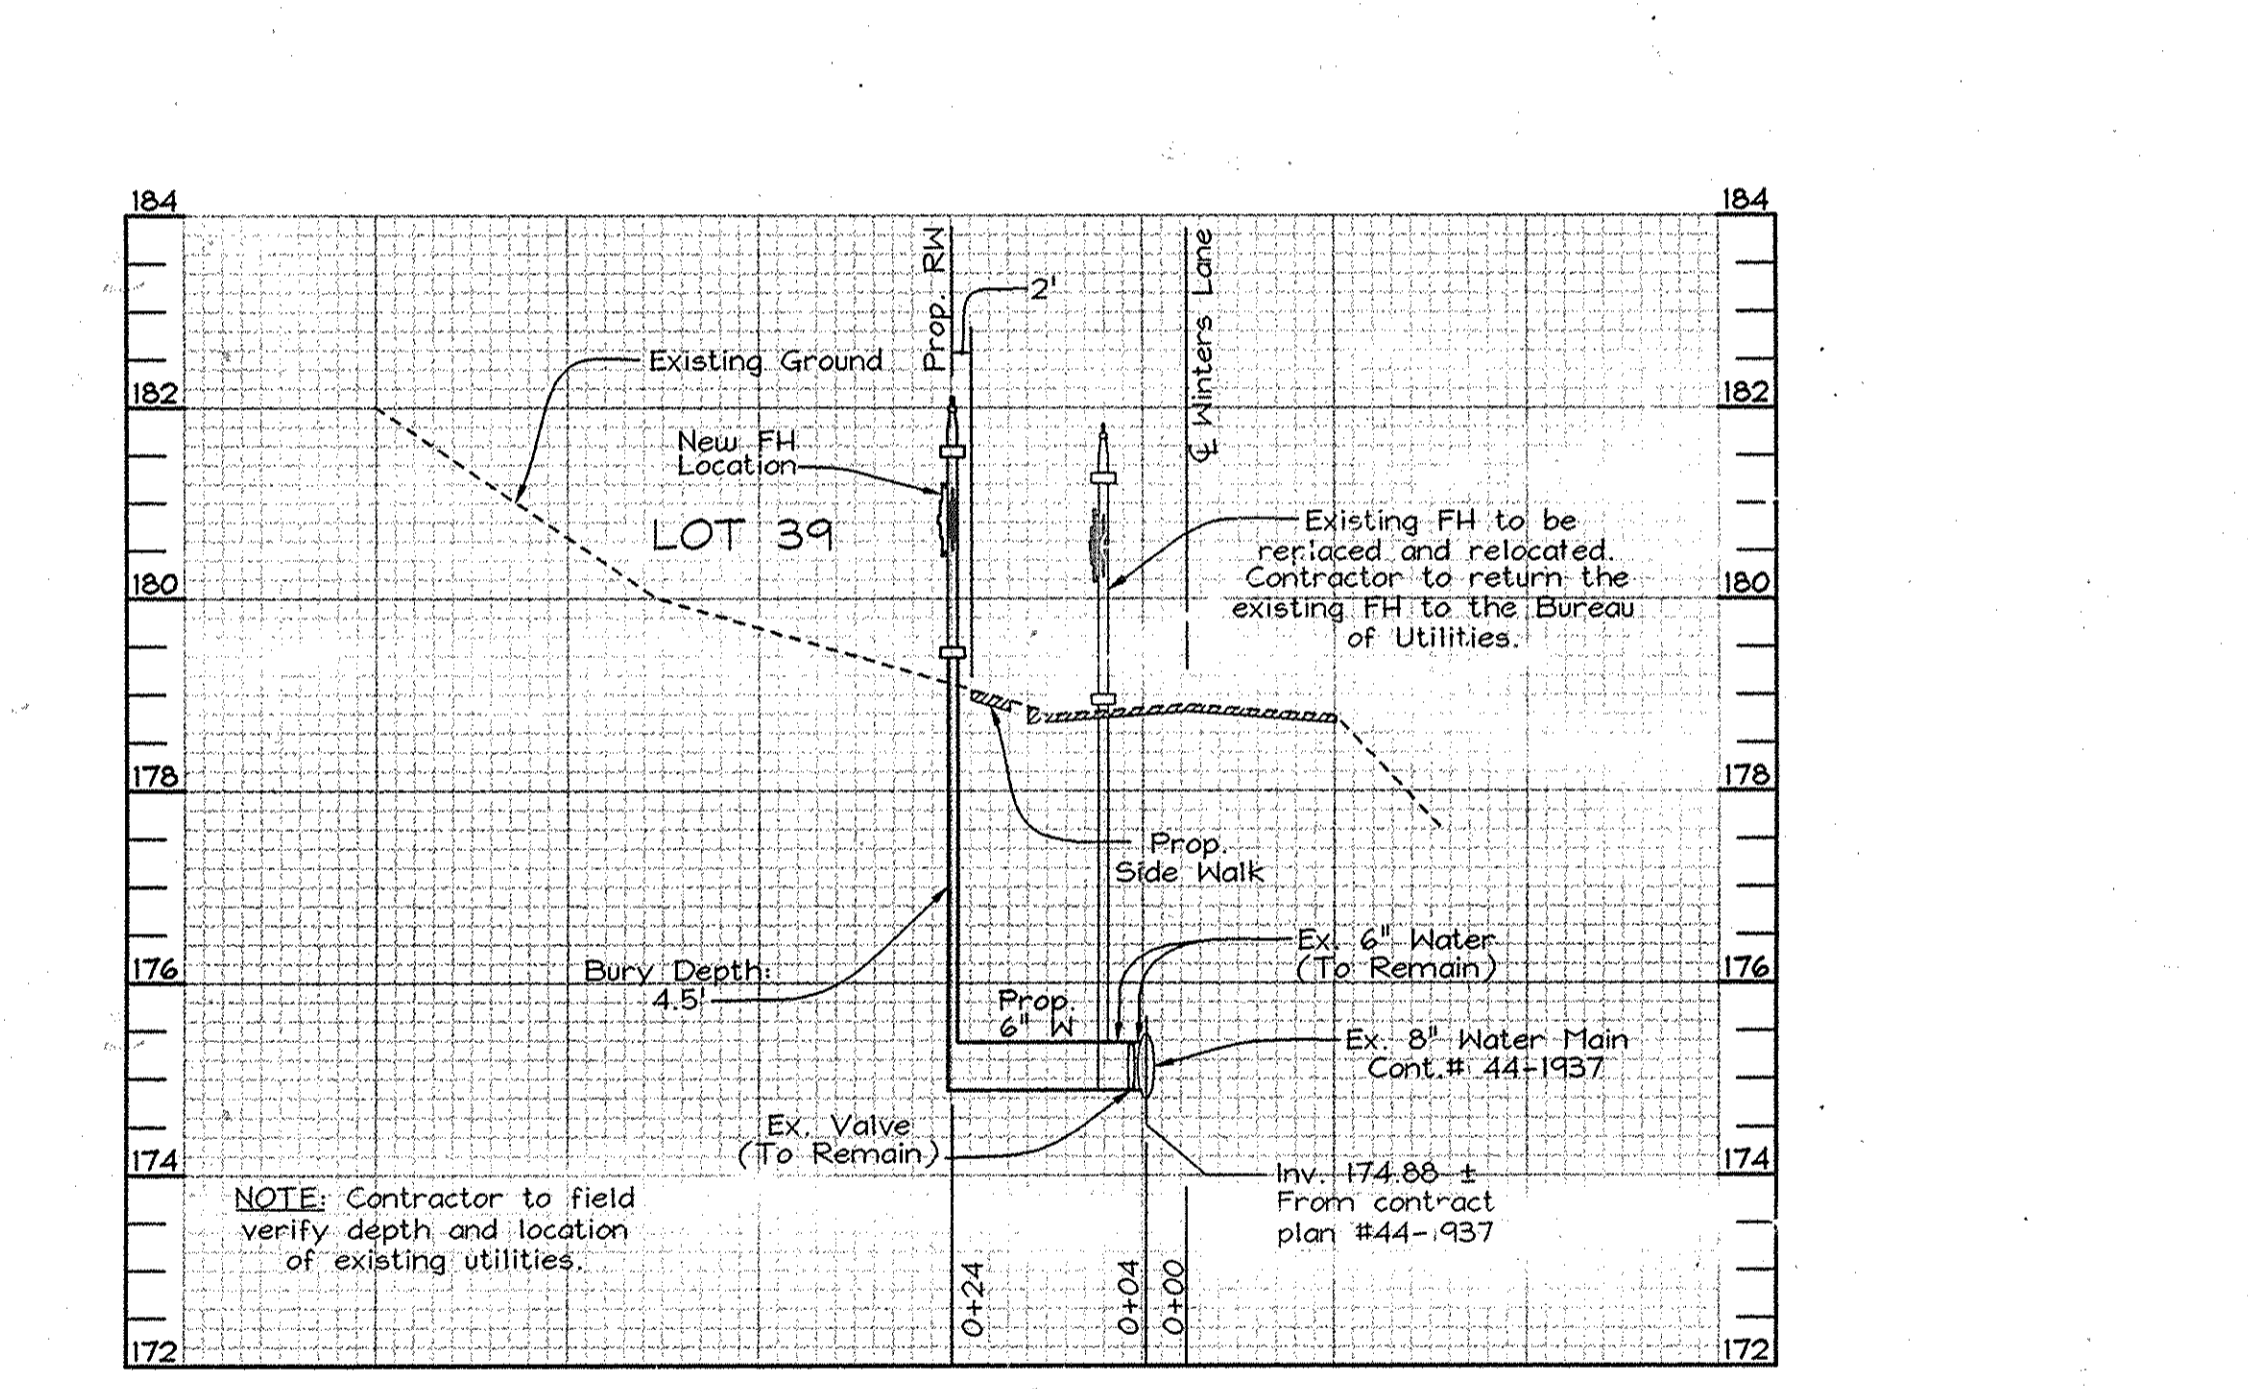 184
184
Prop. RW
2'
℄ Winters Lane
Existing Ground
182
182
New FH
Location
LOT 39
Existing FH to be
replaced and relocated.
Contractor to return the
existing FH to the Bureau
of Utilities.
180
180
178
178
Prop.
Side Walk
Bury Depth:
4.5'
176
176
Ex. 6" Water
(To Remain)
Prop.
6" W
Ex. 8" Water Main
Cont.# 44-1937
Ex. Valve
(To Remain)
174
174
Inv. 174.88 ±
From contract
plan #44-1937
NOTE: Contractor to field
verify depth and location
of existing utilities.
0+24
0+04
0+00
172
172